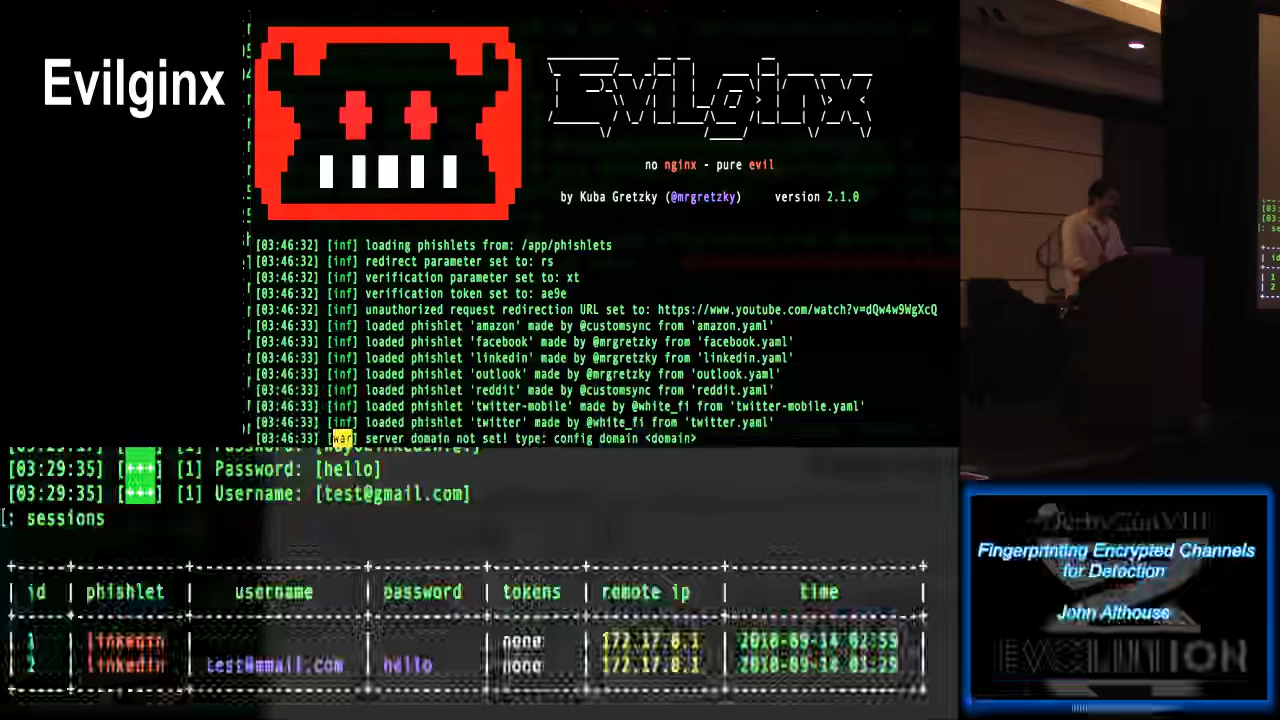 Evilginx
Evilginx
no nginx - pure evil
by Kuba Gretzky (@mrgretzky) version 2.1.0
[03:46:32] [inf] loading phishlets from: /app/phishlets
[03:46:32] [inf] redirect parameter set to: rs
[03:46:32] [inf] verification parameter set to: xt
[03:46:32] [inf] verification token set to: ae9e
[03:46:32] [inf] unauthorized request redirection URL set to: https://www.youtube.com/watch?v=dQw4w9WgXcQ
[03:46:33] [inf] loaded phishlet 'amazon' made by @customsync from 'amazon.yaml'
[03:46:33] [inf] loaded phishlet 'facebook' made by @mrgretzky from 'facebook.yaml'
[03:46:33] [inf] loaded phishlet 'linkedin' made by @mrgretzky from 'linkedin.yaml'
[03:46:33] [inf] loaded phishlet 'outlook' made by @mrgretzky from 'outlook.yaml'
[03:46:33] [inf] loaded phishlet 'reddit' made by @customsync from 'reddit.yaml'
[03:46:33] [inf] loaded phishlet 'twitter-mobile' made by @white_fi from 'twitter-mobile.yaml'
[03:46:33] [inf] loaded phishlet 'twitter' made by @white_fi from 'twitter.yaml'
[03:46:33] [war] server domain not set! type: config domain <domain>
[03:29:35] [+++] [1] Password: [hello]
[03:29:35] [+++] [1] Username: [test@gmail.com]
: sessions
id | phishlet | username | password | tokens | remote ip | time
1 | linkedin | none | 172.17.0.1 | 2018-09-14 02:55
2 | linkedin | hello | none | 172.17.0.1 | 2018-09-14 03:29
DerbyCon VIII
Fingerprinting Encrypted Channels
for Detection
John Althouse
EVOLUTION